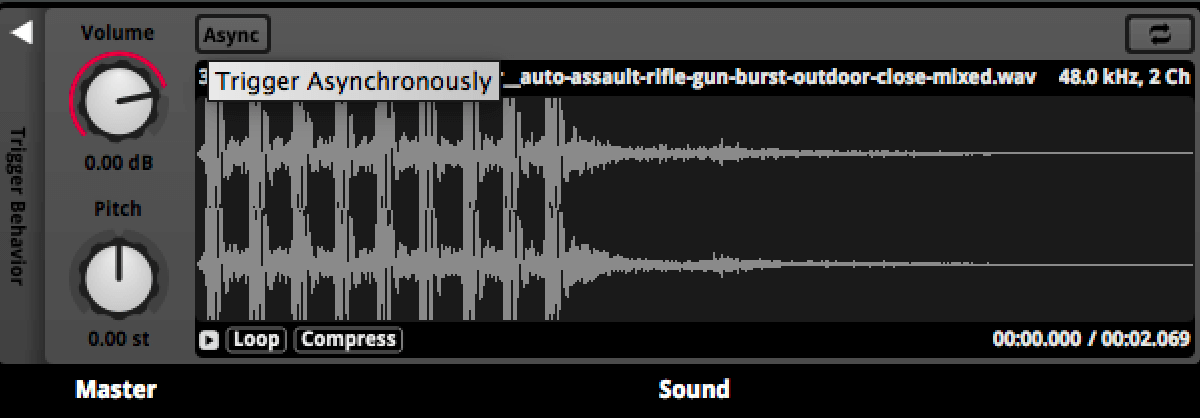 Volume
Async
3
Trigger Asynchronously
_auto-assault-rifle-gun-burst-outdoor-close-mixed.wav 48.0 kHz, 2 Ch
0.00 dB
Trigger Behavior
Pitch
0.00 st
Loop Compress 00:00.000 / 00:02.069
Master Sound